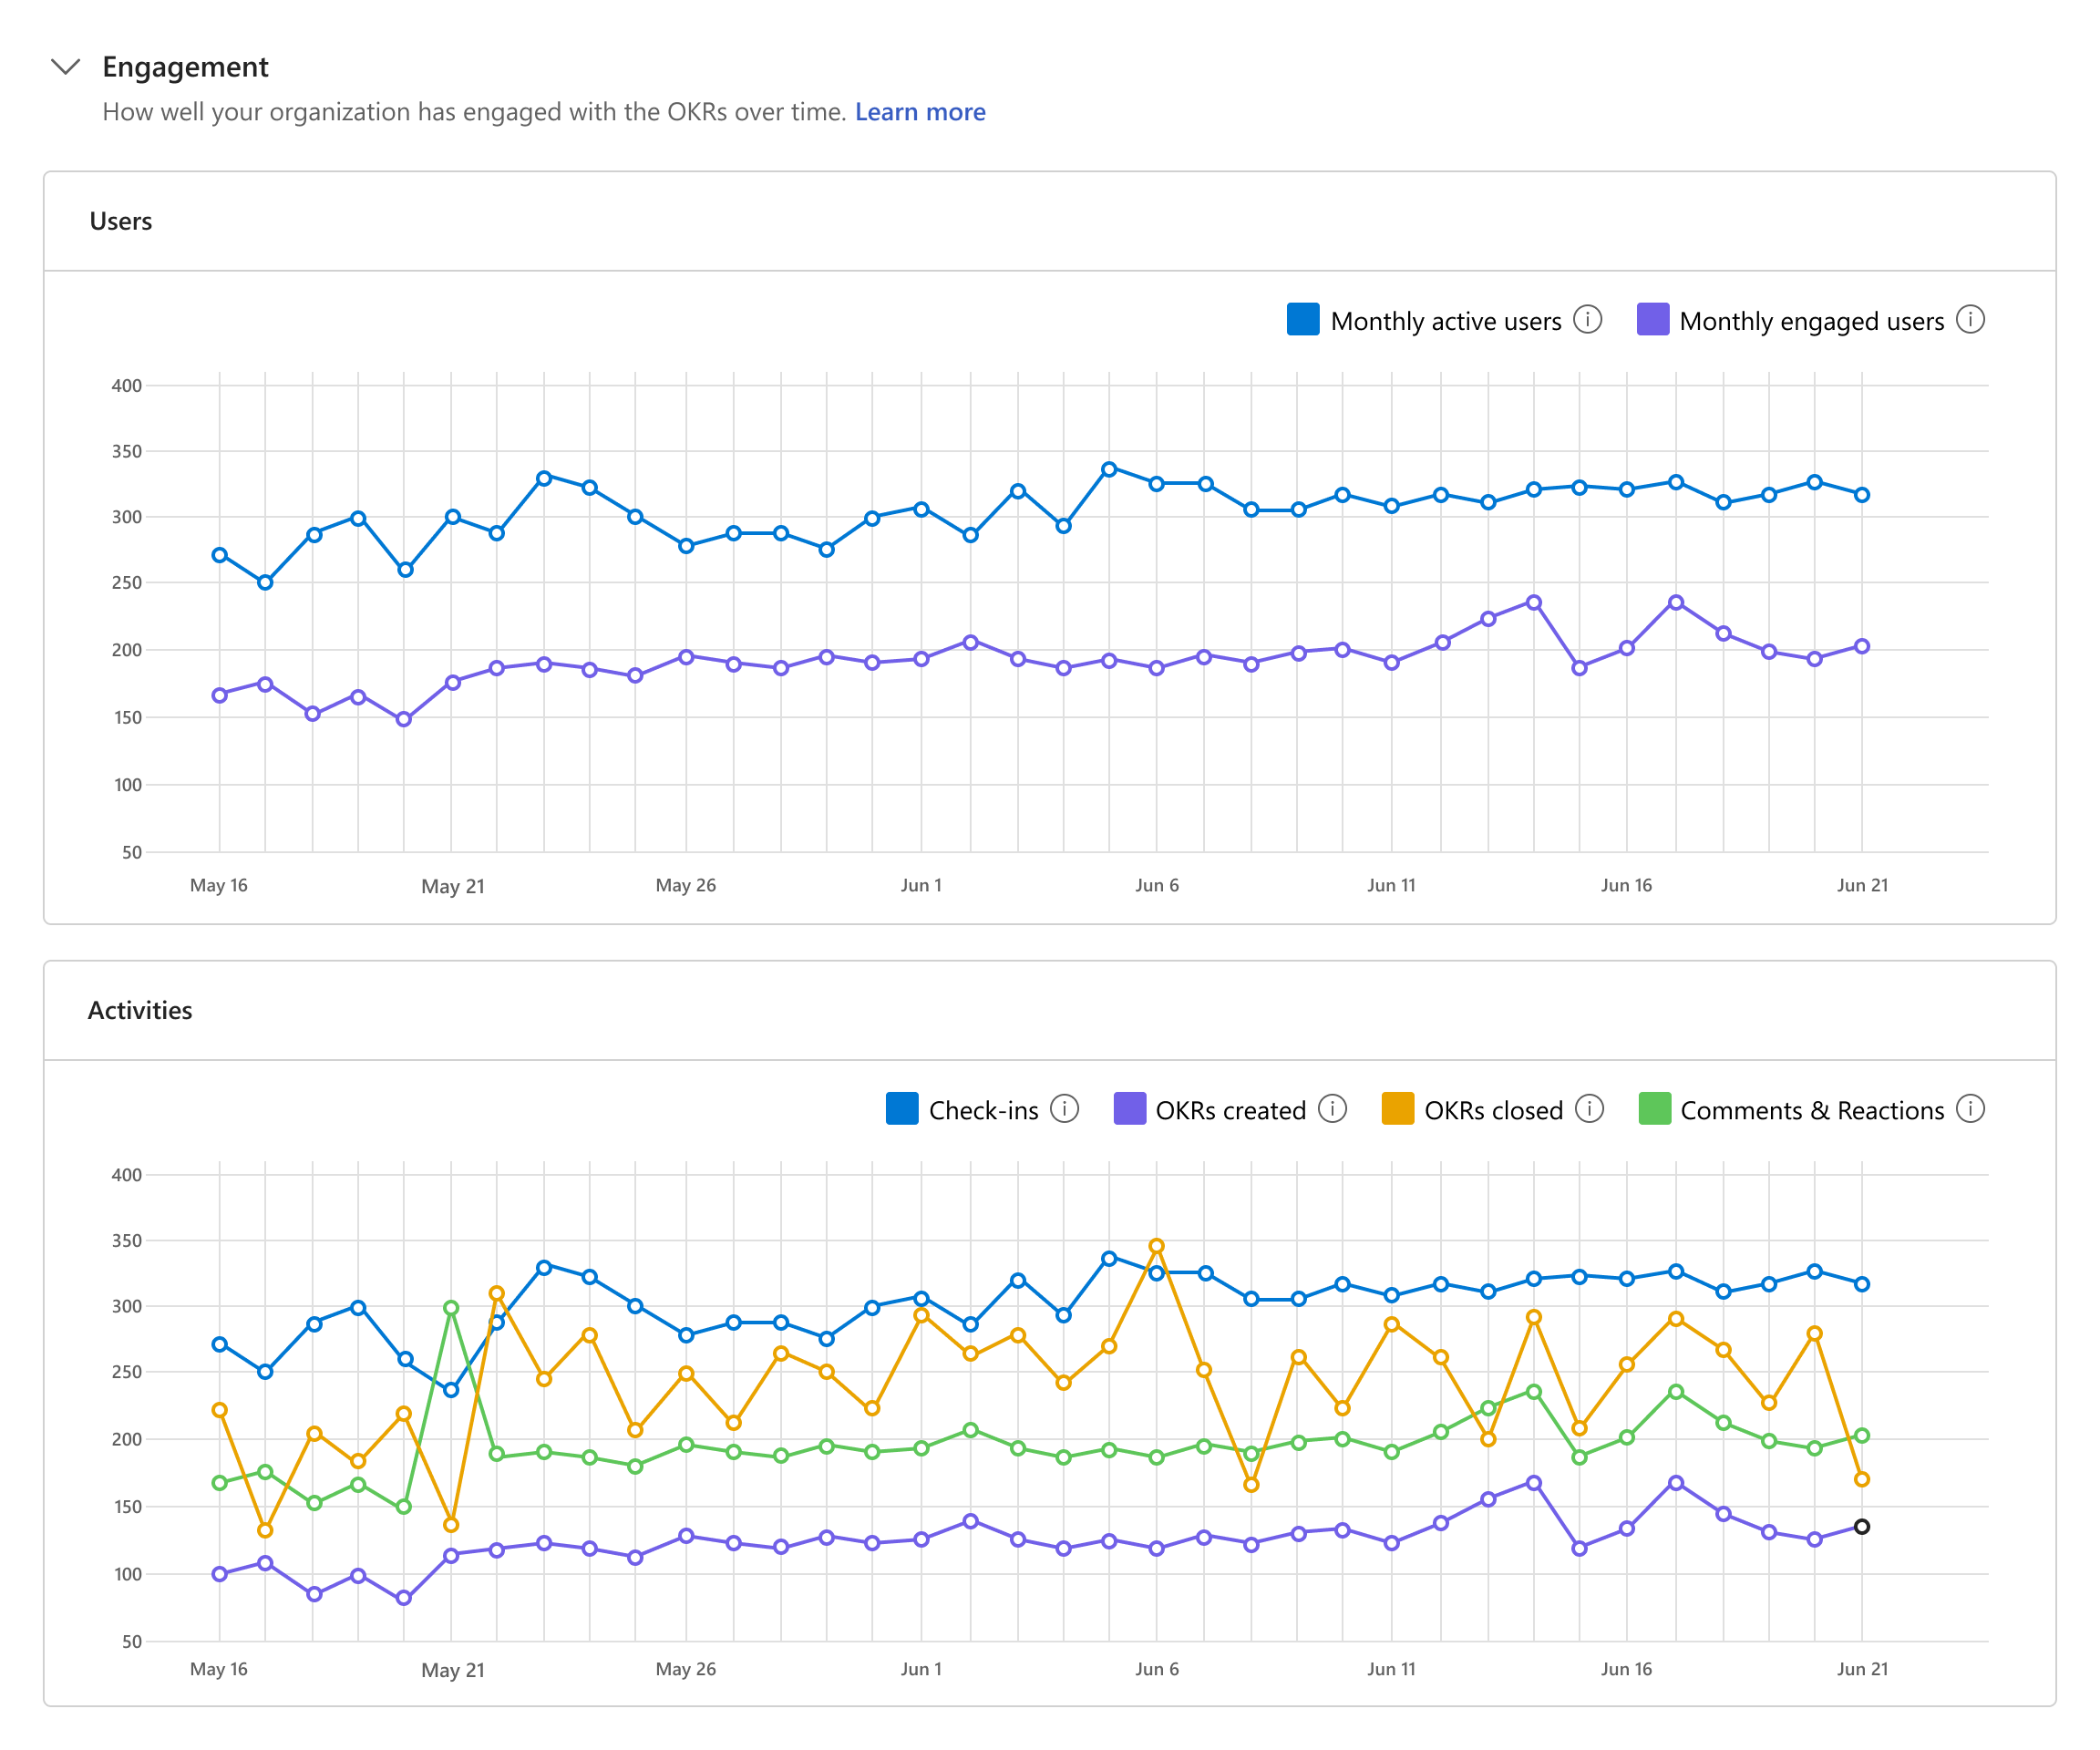 Engagement
How well your organization has engaged with the OKRs over time. Learn more
Users
Monthly active users Monthly engaged users
400
350
300
250
200
150
100
50
May 16 May 21 May 26 Jun 1 Jun 6 Jun 11 Jun 16 Jun 21
Activities
Check-ins OKRs created OKRs closed Comments & Reactions
400
350
300
250
200
150
100
50
May 16 May 21 May 26 Jun 1 Jun 6 Jun 11 Jun 16 Jun 21